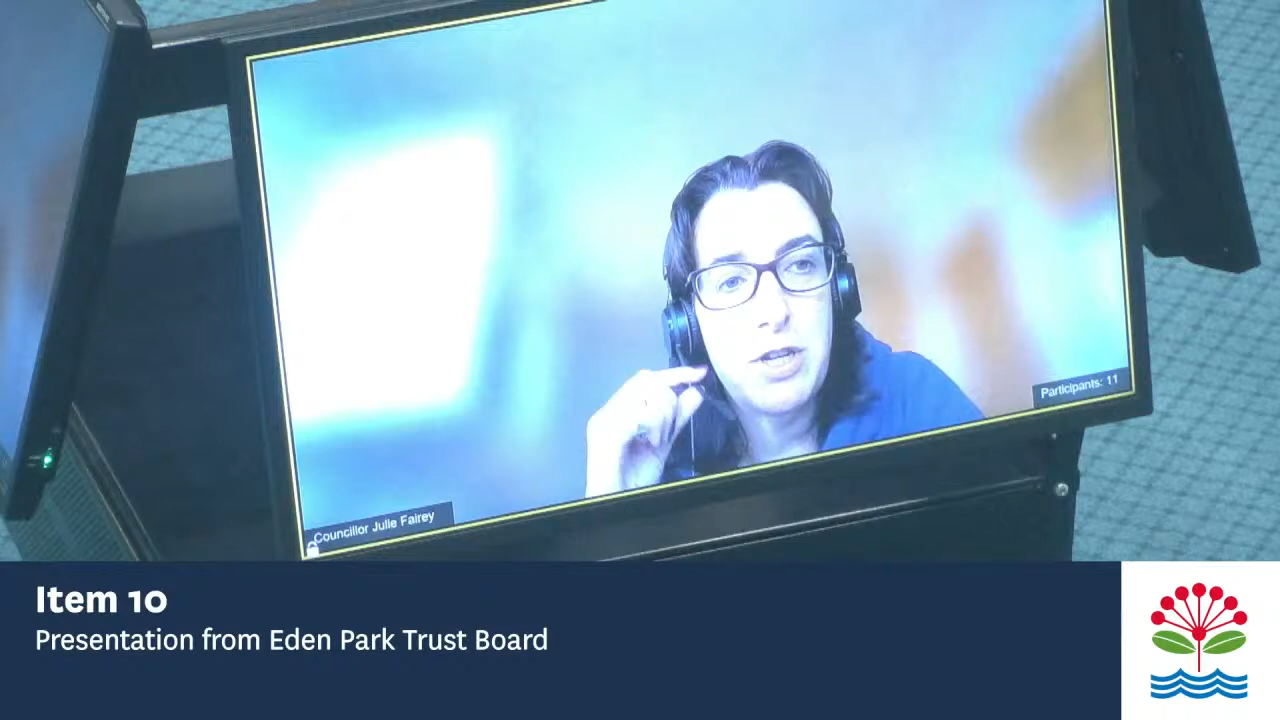 Participants: 11
Councillor Julie Fairey
Item 10
Presentation from Eden Park Trust Board